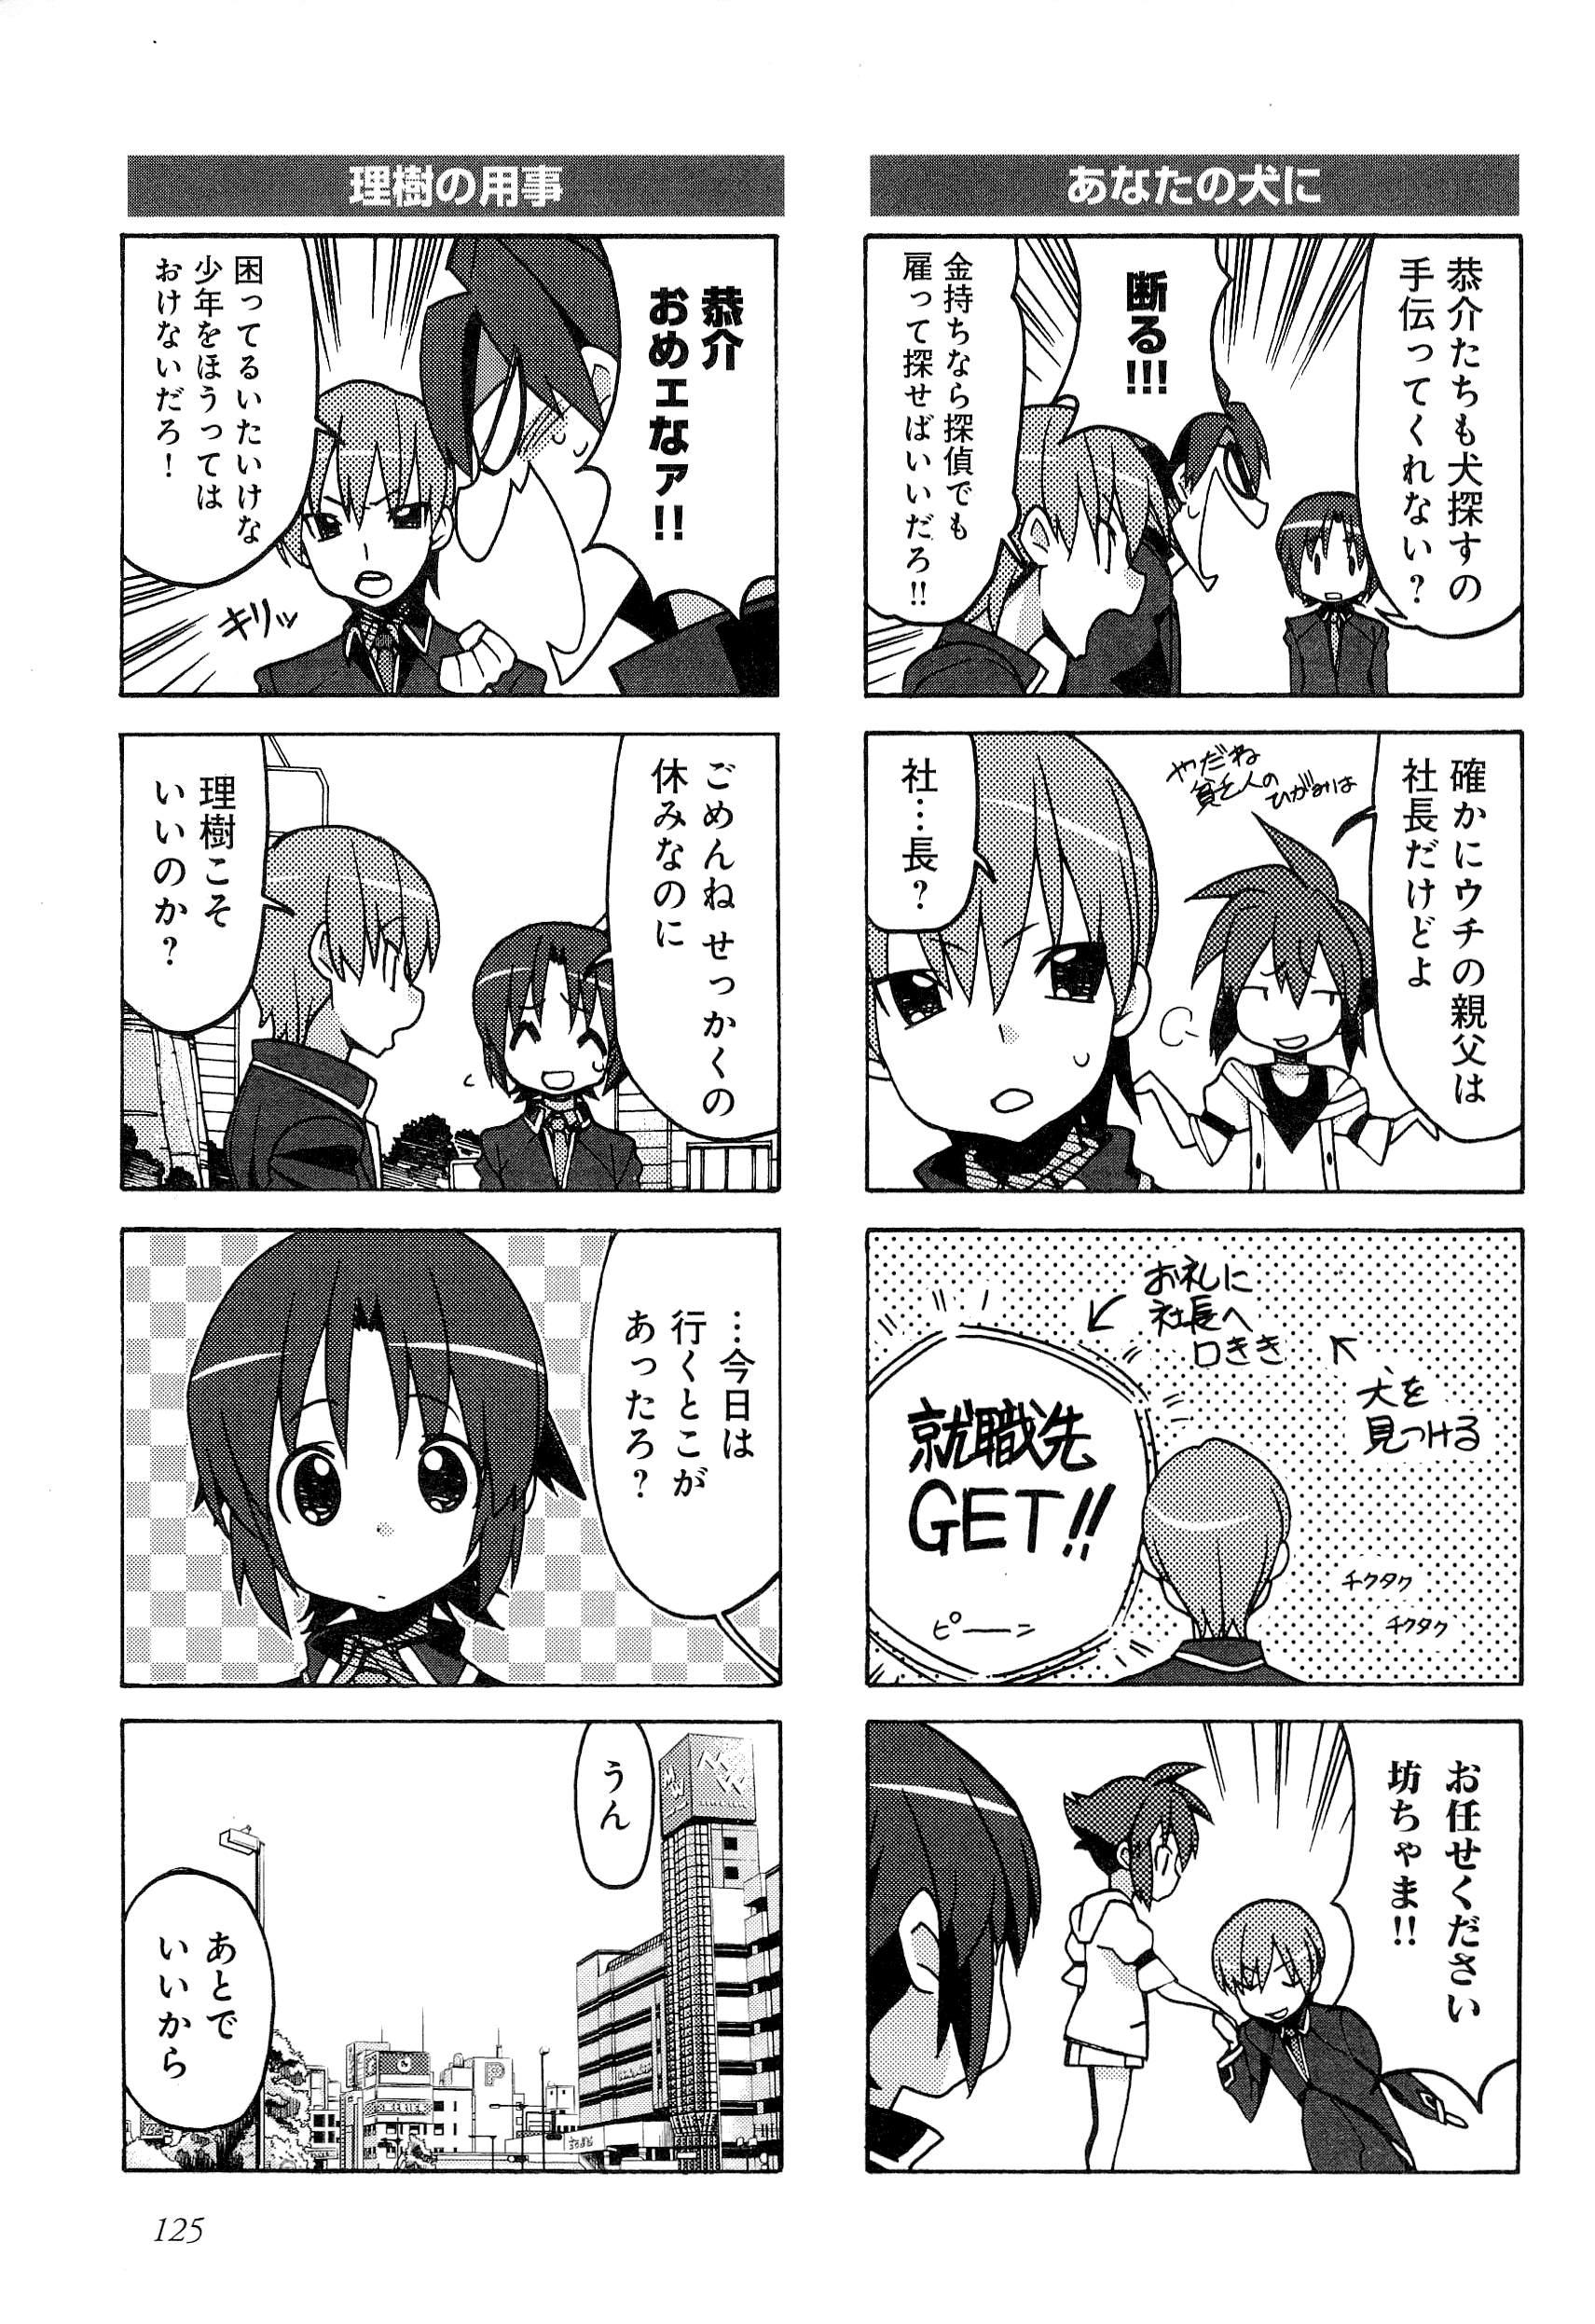 あなたの犬に
恭介たちも犬探すの
手伝ってくれない？
断る!!!
金持ちなら探偵でも
雇って探せばいいだろ!!
確かにウチの親父は
社長だけどよ
やだね
貧乏人の
ひがみは
社…長？
犬を
見つける
お礼に
社長へ
口きき
就職先
GET!!
ピーーン
チクタク
チクタク
お任せください
坊ちゃま!!
理樹の用事
恭介
おめェなァ!!
困ってるいたいけな
少年をほうっては
おけないだろ！
キリッ
ごめんね せっかくの
休みなのに
理樹こそ
いいのか？
…今日は
行くとこが
あったろ？
うん
あとで
いいから
P
125